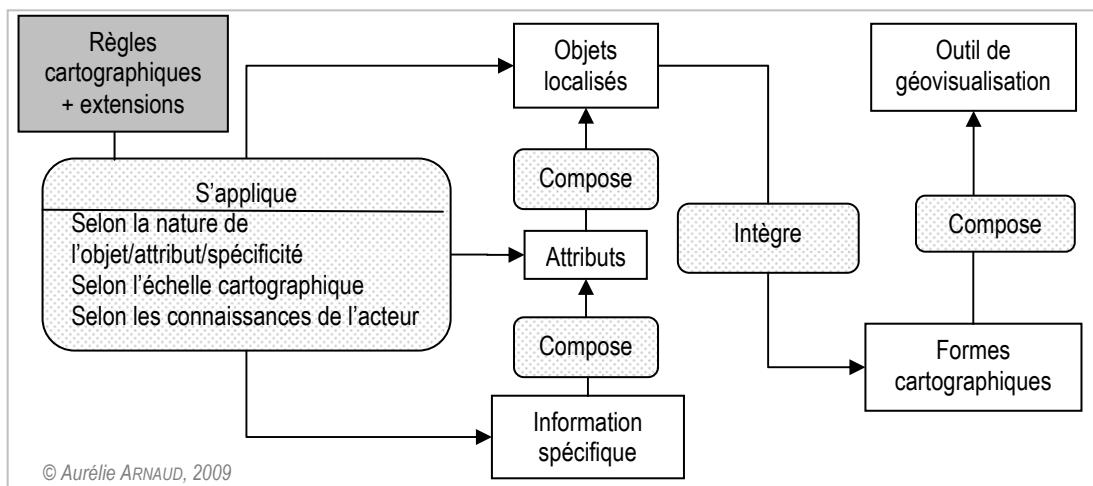 Règles
cartographiques
+ extensions
S'applique
Selon la nature de
l'objet/attribut/spécificité
Selon l'échelle cartographique
Selon les connaissances de l'acteur
Objets
localisés
Compose
Attributs
Compose
Information
spécifique
Intègre
Outil de
géovisualisation
Compose
Formes
cartographiques
© Aurélie ARNAUD, 2009